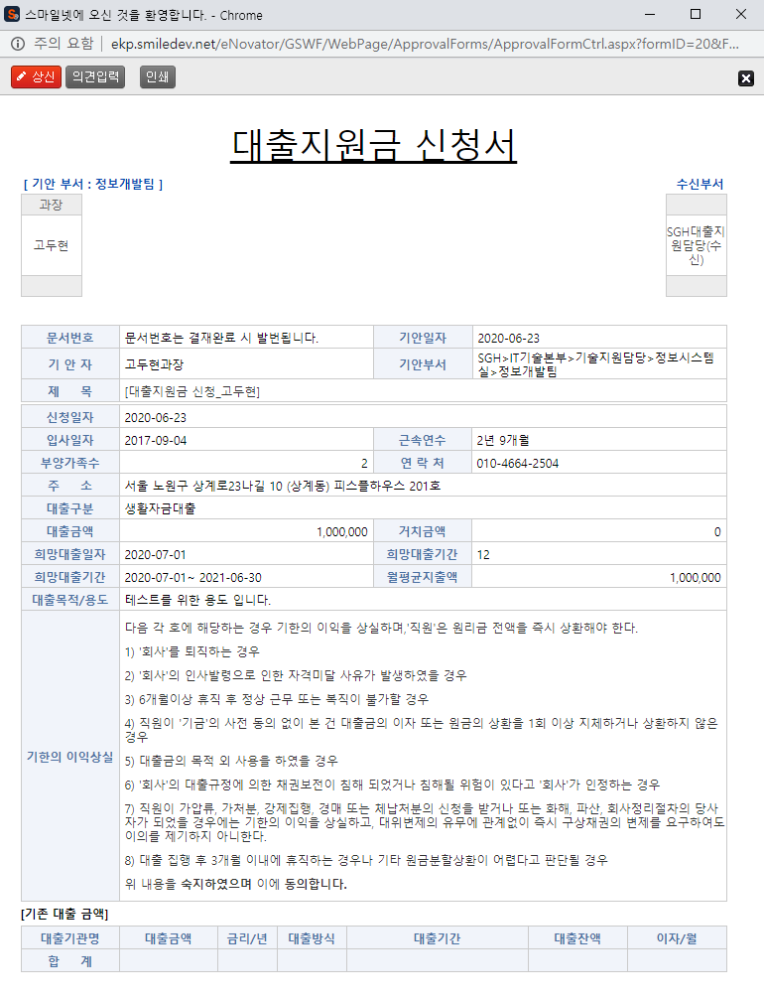 스마일넷에 오신 것을 환영합니다. - Chrome
주의 요함 | ekp.smiledev.net/eNovator/GSWF/WebPage/ApprovalForms/ApprovalFormCtrl.aspx?formID=20&F...
상신 의견입력 인쇄
대출지원금 신청서
[ 기안 부서 : 정보개발팀 ] 수신부서
과장
고두현
SGH대출지
원담당(수
신)
문서번호 문서번호는 결재완료 시 발번됩니다. 기안일자 2020-06-23
기 안 자 고두현과장 기안부서 SGH>IT기술본부>기술지원담당>정보시스템
실>정보개발팀
제 목 [대출지원금 신청_고두현]
신청일자 2020-06-23
입사일자 2017-09-04 근속연수 2년 9개월
부양가족수 2 연 락 처 010-4664-2504
주 소 서울 노원구 상계로23나길 10 (상계동) 피스플하우스 201호
대출구분 생활자금대출
대출금액 1,000,000 거치금액 0
희망대출일자 2020-07-01 희망대출기간 12
희망대출기간 2020-07-01~ 2021-06-30 월평균지출액 1,000,000
대출목적/용도 테스트를 위한 용도 입니다.
기한의 이익상실
다음 각 호에 해당하는 경우 기한의 이익을 상실하며,'직원'은 원리금 전액을 즉시 상환해야 한다.
1) '회사'를 퇴직하는 경우
2) '회사'의 인사발령으로 인한 자격미달 사유가 발생하였을 경우
3) 6개월이상 휴직 후 정상 근무 또는 복직이 불가할 경우
4) 직원이 '기금'의 사전 동의 없이 본 건 대출금의 이자 또는 원금의 상환을 1회 이상 지체하거나 상환하지 않은
경우
5) 대출금의 목적 외 사용을 하였을 경우
6) '회사'의 대출규정에 의한 채권보전이 침해 되었거나 침해될 위험이 있다고 '회사'가 인정하는 경우
7) 직원이 가압류, 가처분, 강제집행, 경매 또는 체납처분의 신청을 받거나 또는 화해, 파산, 회사정리절차의 당사
자가 되었을 경우에는 기한의 이익을 상실하고, 대위변제의 유무에 관계없이 즉시 구상채권의 변제를 요구하여도
이의를 제기하지 아니한다.
8) 대출 집행 후 3개월 이내에 휴직하는 경우나 기타 원금분할상환이 어렵다고 판단될 경우
위 내용을 숙지하였으며 이에 동의합니다.
[기존 대출 금액]
대출기관명 대출금액 금리/년 대출방식 대출기간 대출잔액 이자/월
합 계